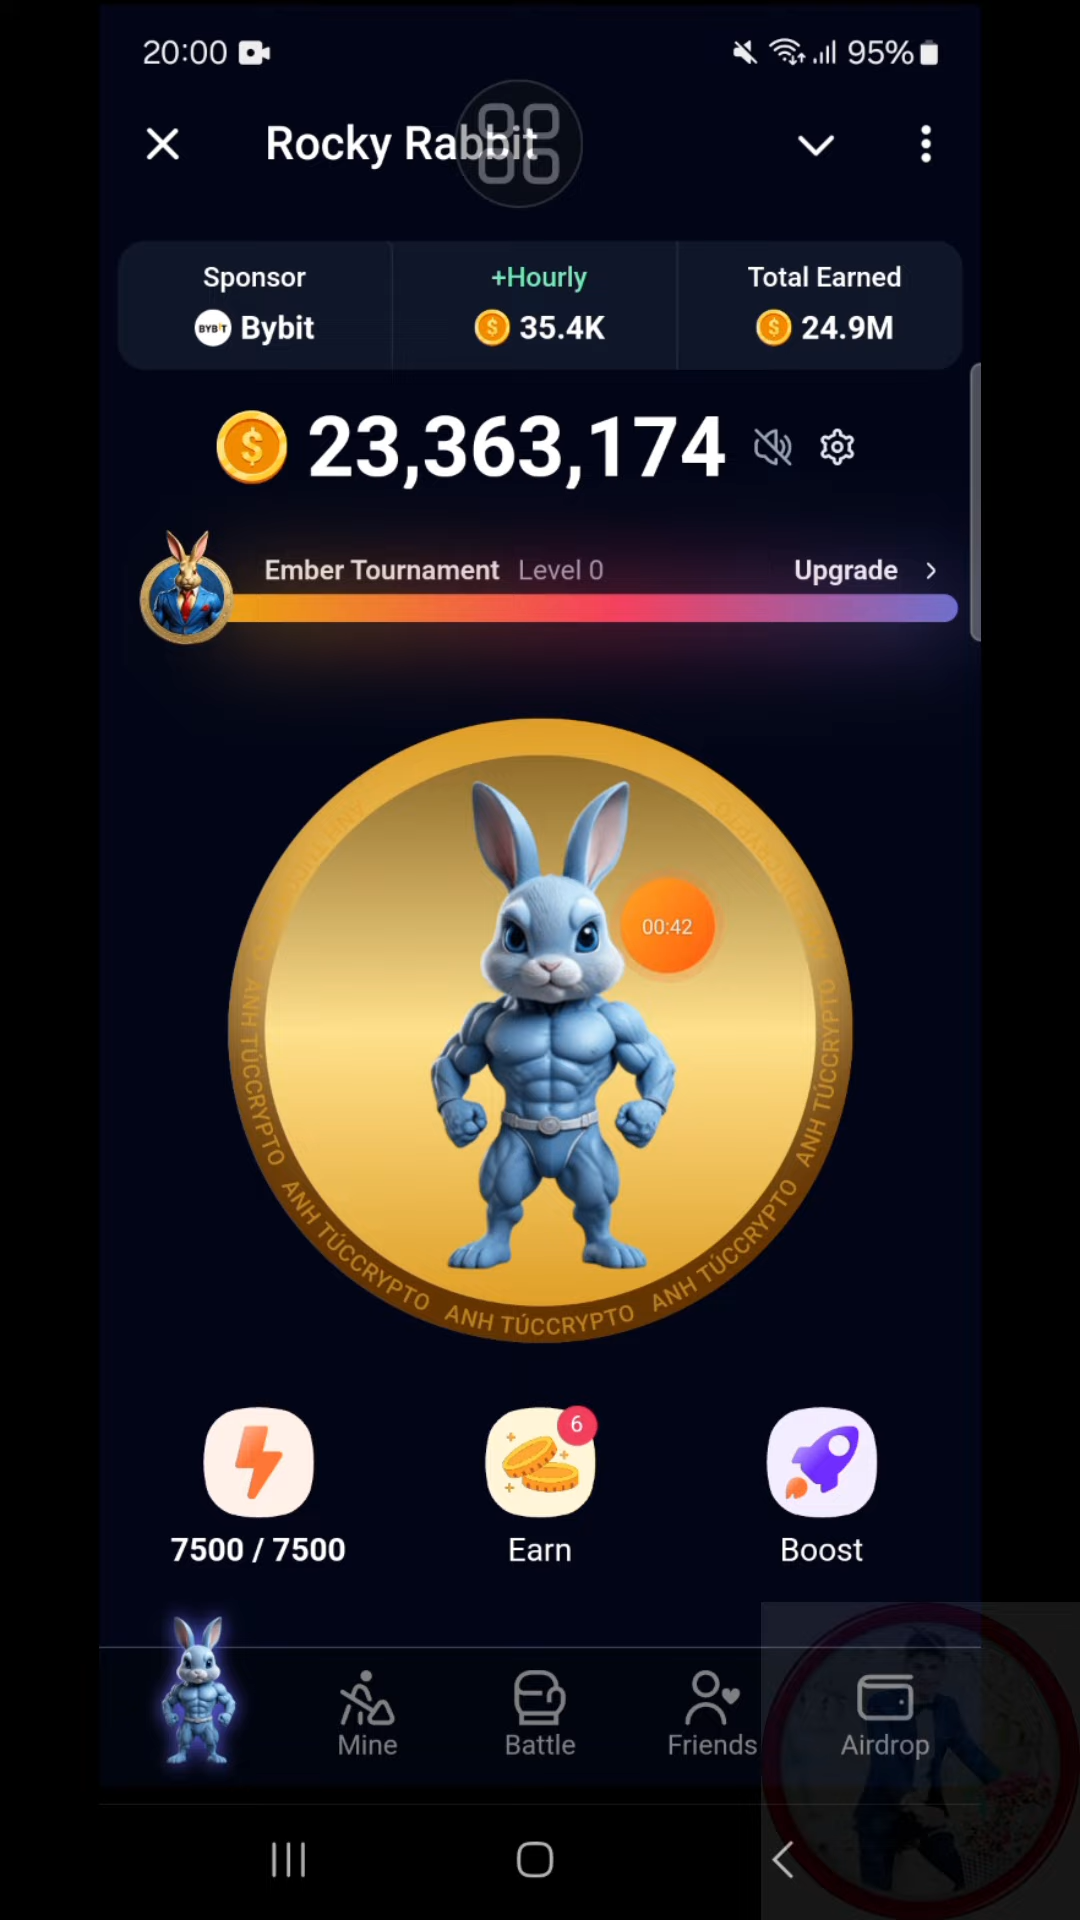 20:00
95%
Rocky Rabbit
Sponsor
+Hourly
Total Earned
BYBIT Bybit
35.4K
24.9M
23,363,174
Ember Tournament Level 0
Upgrade
00:42
ANH TÚCCRYPTO ANH TÚCCRYPTO ANH TÚCCRYPTO ANH TÚCCRYPTO ANH TÚCCRYPTO
6
7500 / 7500
Earn
Boost
Mine
Battle
Friends
Airdrop